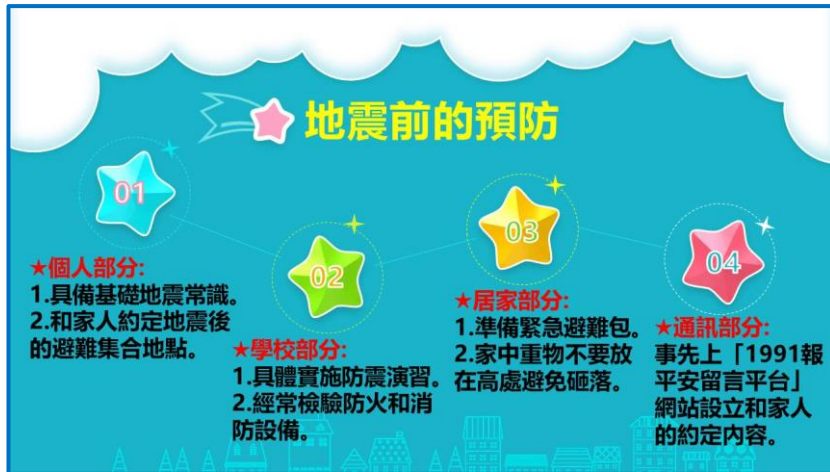 地震前的預防
01
★個人部分:
1.具備基礎地震常識。
2.和家人約定地震後
的避難集合地點。
02
★學校部分:
1.具體實施防震演習。
2.經常檢驗防火和消
防設備。
03
★居家部分:
1.準備緊急避難包。
2.家中重物不要放
在高處避免砸落。
04
★通訊部分:
事先上「1991報
平安留言平台」
網站設立和家人
的約定內容。